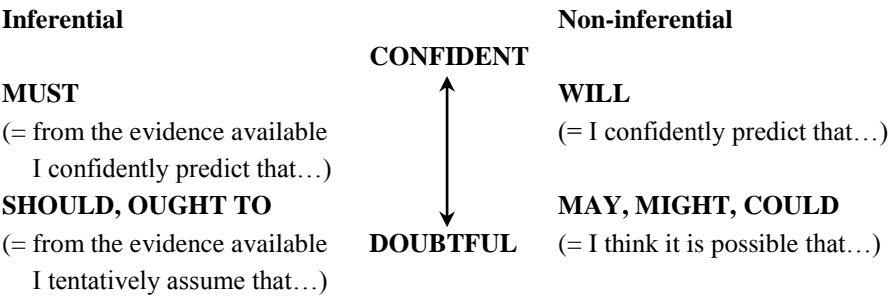 Inferential Non-inferential
CONFIDENT
MUST WILL
(= from the evidence available (= I confidently predict that…)
I confidently predict that…)
SHOULD, OUGHT TO MAY, MIGHT, COULD
(= from the evidence available DOUBTFUL (= I think it is possible that…)
I tentatively assume that…)